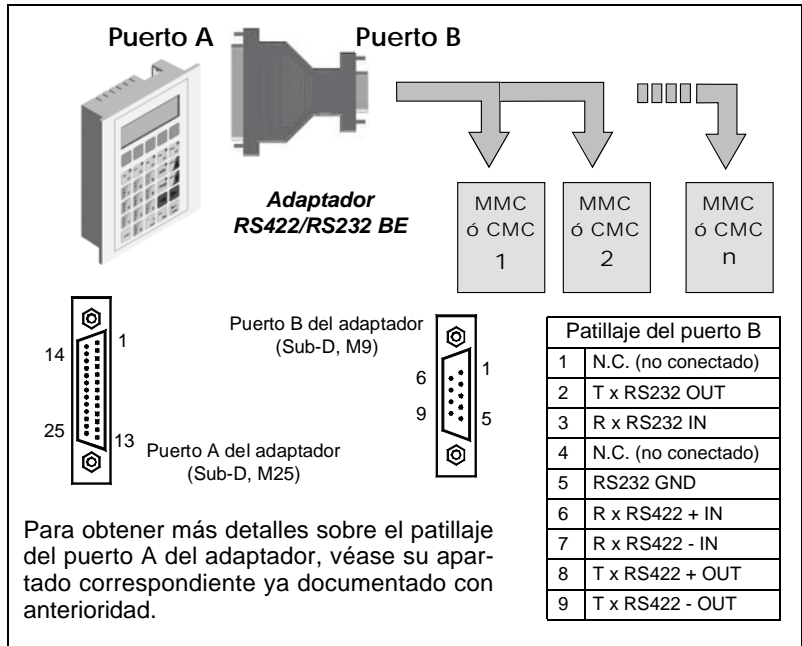 Puerto A
Puerto B
Adaptador
RS422/RS232 BE
MMC
ó CMC
1
MMC
ó CMC
2
MMC
ó CMC
n
14
1
25
13
Puerto A del adaptador
(Sub-D, M25)
Puerto B del adaptador
(Sub-D, M9)
6
1
9
5
Patillaje del puerto B
1 N.C. (no conectado)
2 T x RS232 OUT
3 R x RS232 IN
4 N.C. (no conectado)
5 RS232 GND
6 R x RS422 + IN
7 R x RS422 - IN
8 T x RS422 + OUT
9 T x RS422 - OUT
Para obtener más detalles sobre el patillaje
del puerto A del adaptador, véase su apar-
tado correspondiente ya documentado con
anterioridad.